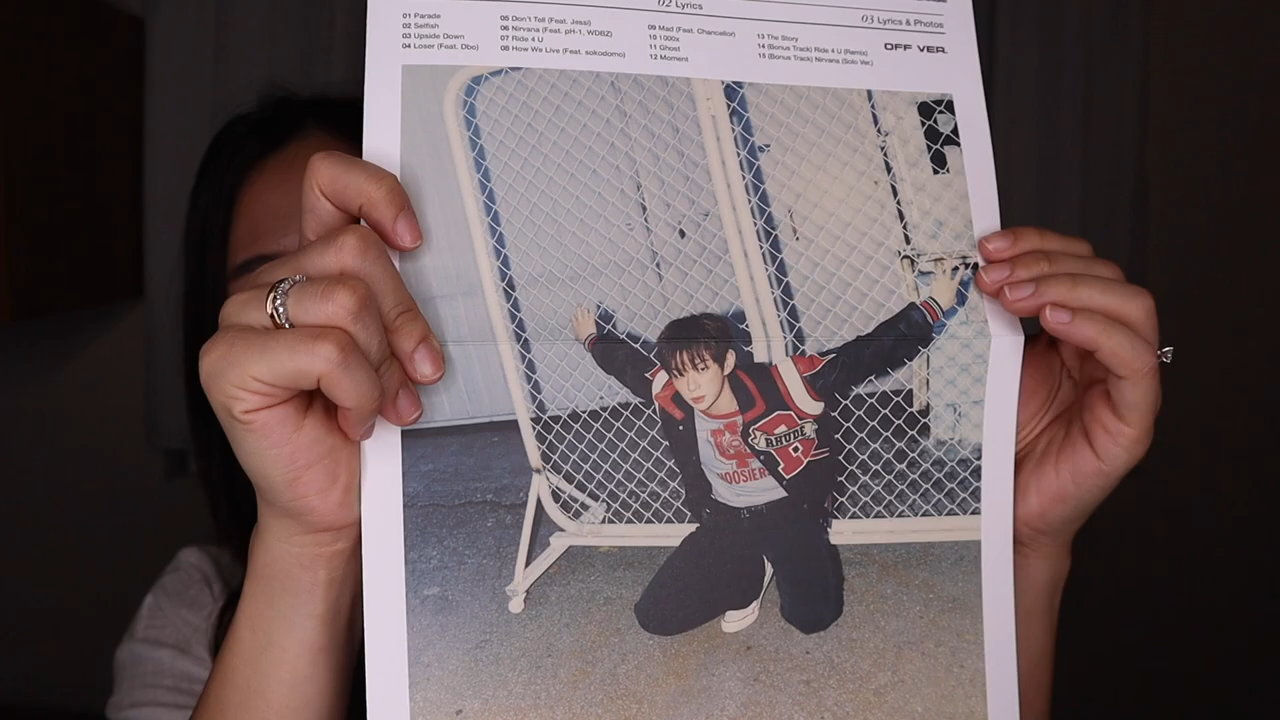 02 Lyrics
03 Lyrics & Photos
01 Parade
02 Selfish
03 Upside Down
04 Loser (Feat. Dbo)
05 Don't Tell (Feat. Jessi)
06 Nirvana (Feat. pH-1, WDBZ)
07 Ride 4 U
08 How We Live (Feat. sokodomo)
09 Mad (Feat. Chancellor)
10 1000x
11 Ghost
12 Moment
13 The Story
14 (Bonus Track) Ride 4 U (Remix)
15 (Bonus Track) Nirvana (Solo Ver.)
OFF VER.
RHUDE
R
HOOSIERS